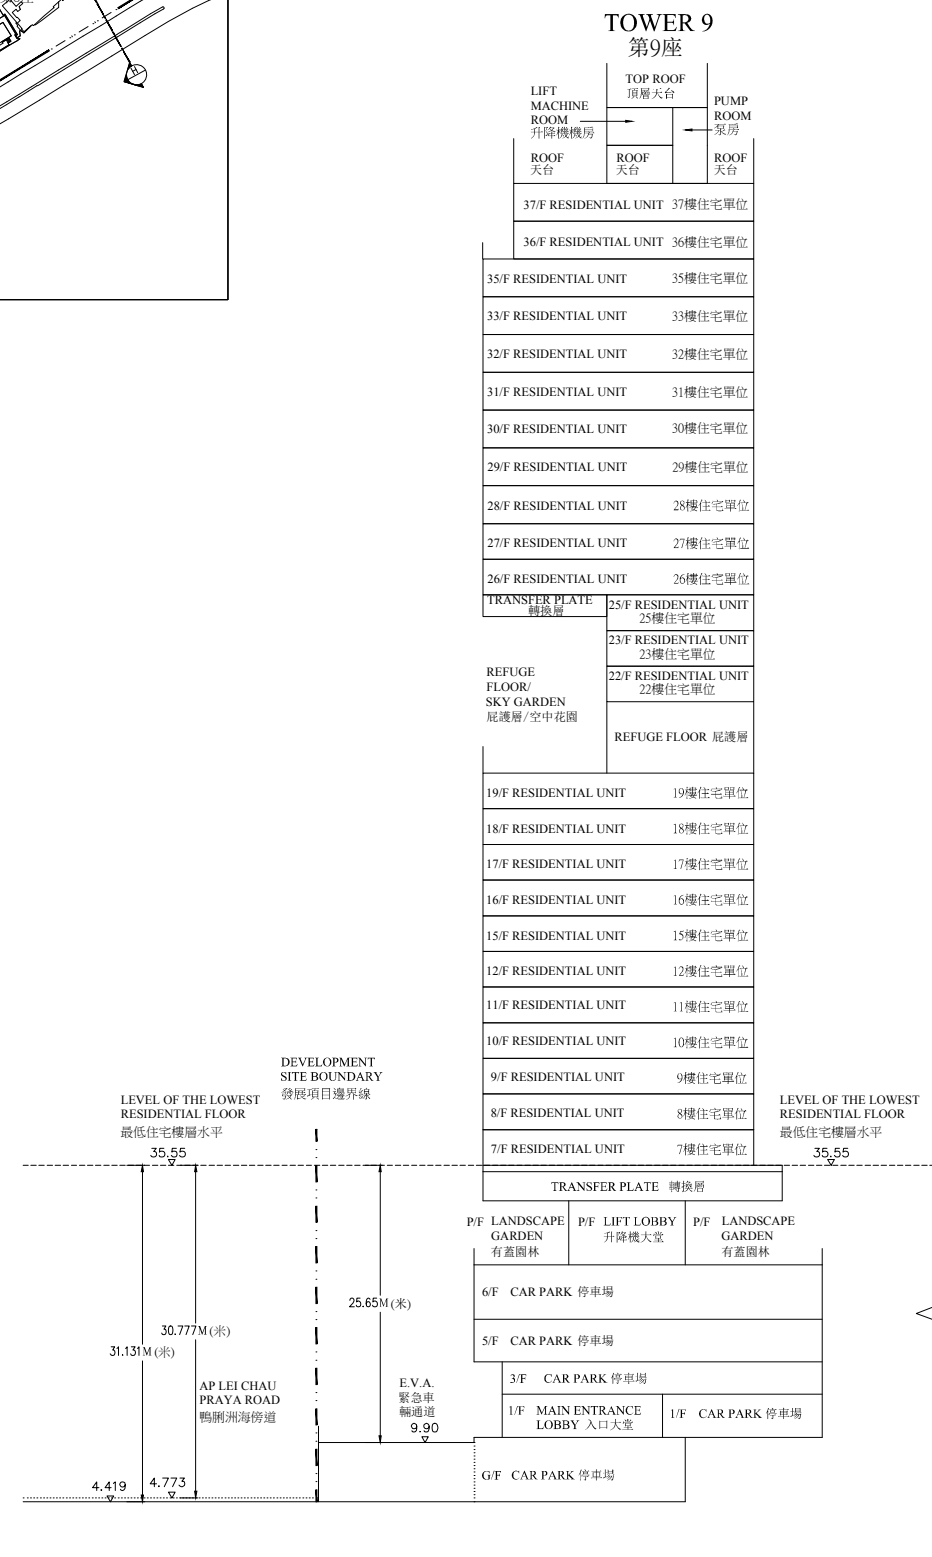 TOWER 9
第9座
TOP ROOF
頂層天台
LIFT
MACHINE
ROOM
升降機機房
PUMP
ROOM
泵房
ROOF
天台
ROOF
天台
ROOF
天台
37/F RESIDENTIAL UNIT 37樓住宅單位
36/F RESIDENTIAL UNIT 36樓住宅單位
35/F RESIDENTIAL UNIT 35樓住宅單位
33/F RESIDENTIAL UNIT 33樓住宅單位
32/F RESIDENTIAL UNIT 32樓住宅單位
31/F RESIDENTIAL UNIT 31樓住宅單位
30/F RESIDENTIAL UNIT 30樓住宅單位
29/F RESIDENTIAL UNIT 29樓住宅單位
28/F RESIDENTIAL UNIT 28樓住宅單位
27/F RESIDENTIAL UNIT 27樓住宅單位
26/F RESIDENTIAL UNIT 26樓住宅單位
TRANSFER PLATE
轉換層
25/F RESIDENTIAL UNIT
25樓住宅單位
23/F RESIDENTIAL UNIT
23樓住宅單位
22/F RESIDENTIAL UNIT
22樓住宅單位
REFUGE
FLOOR/
SKY GARDEN
庇護層/空中花園
REFUGE FLOOR 庇護層
19/F RESIDENTIAL UNIT 19樓住宅單位
18/F RESIDENTIAL UNIT 18樓住宅單位
17/F RESIDENTIAL UNIT 17樓住宅單位
16/F RESIDENTIAL UNIT 16樓住宅單位
15/F RESIDENTIAL UNIT 15樓住宅單位
12/F RESIDENTIAL UNIT 12樓住宅單位
11/F RESIDENTIAL UNIT 11樓住宅單位
10/F RESIDENTIAL UNIT 10樓住宅單位
9/F RESIDENTIAL UNIT 9樓住宅單位
8/F RESIDENTIAL UNIT 8樓住宅單位
7/F RESIDENTIAL UNIT 7樓住宅單位
DEVELOPMENT
SITE BOUNDARY
發展項目邊界線
LEVEL OF THE LOWEST
RESIDENTIAL FLOOR
最低住宅樓層水平
35.55
LEVEL OF THE LOWEST
RESIDENTIAL FLOOR
最低住宅樓層水平
35.55
TRANSFER PLATE 轉換層
P/F LANDSCAPE
GARDEN
有蓋園林
P/F LIFT LOBBY
升降機大堂
P/F LANDSCAPE
GARDEN
有蓋園林
6/F CAR PARK 停車場
25.65M(米)
30.777M(米)
31.131M(米)
5/F CAR PARK 停車場
3/F CAR PARK 停車場
AP LEI CHAU
PRAYA ROAD
鴨脷洲海傍道
E.V.A.
緊急車
輛通道
9.90
1/F MAIN ENTRANCE
LOBBY 入口大堂
1/F CAR PARK 停車場
G/F CAR PARK 停車場
4.419
4.773